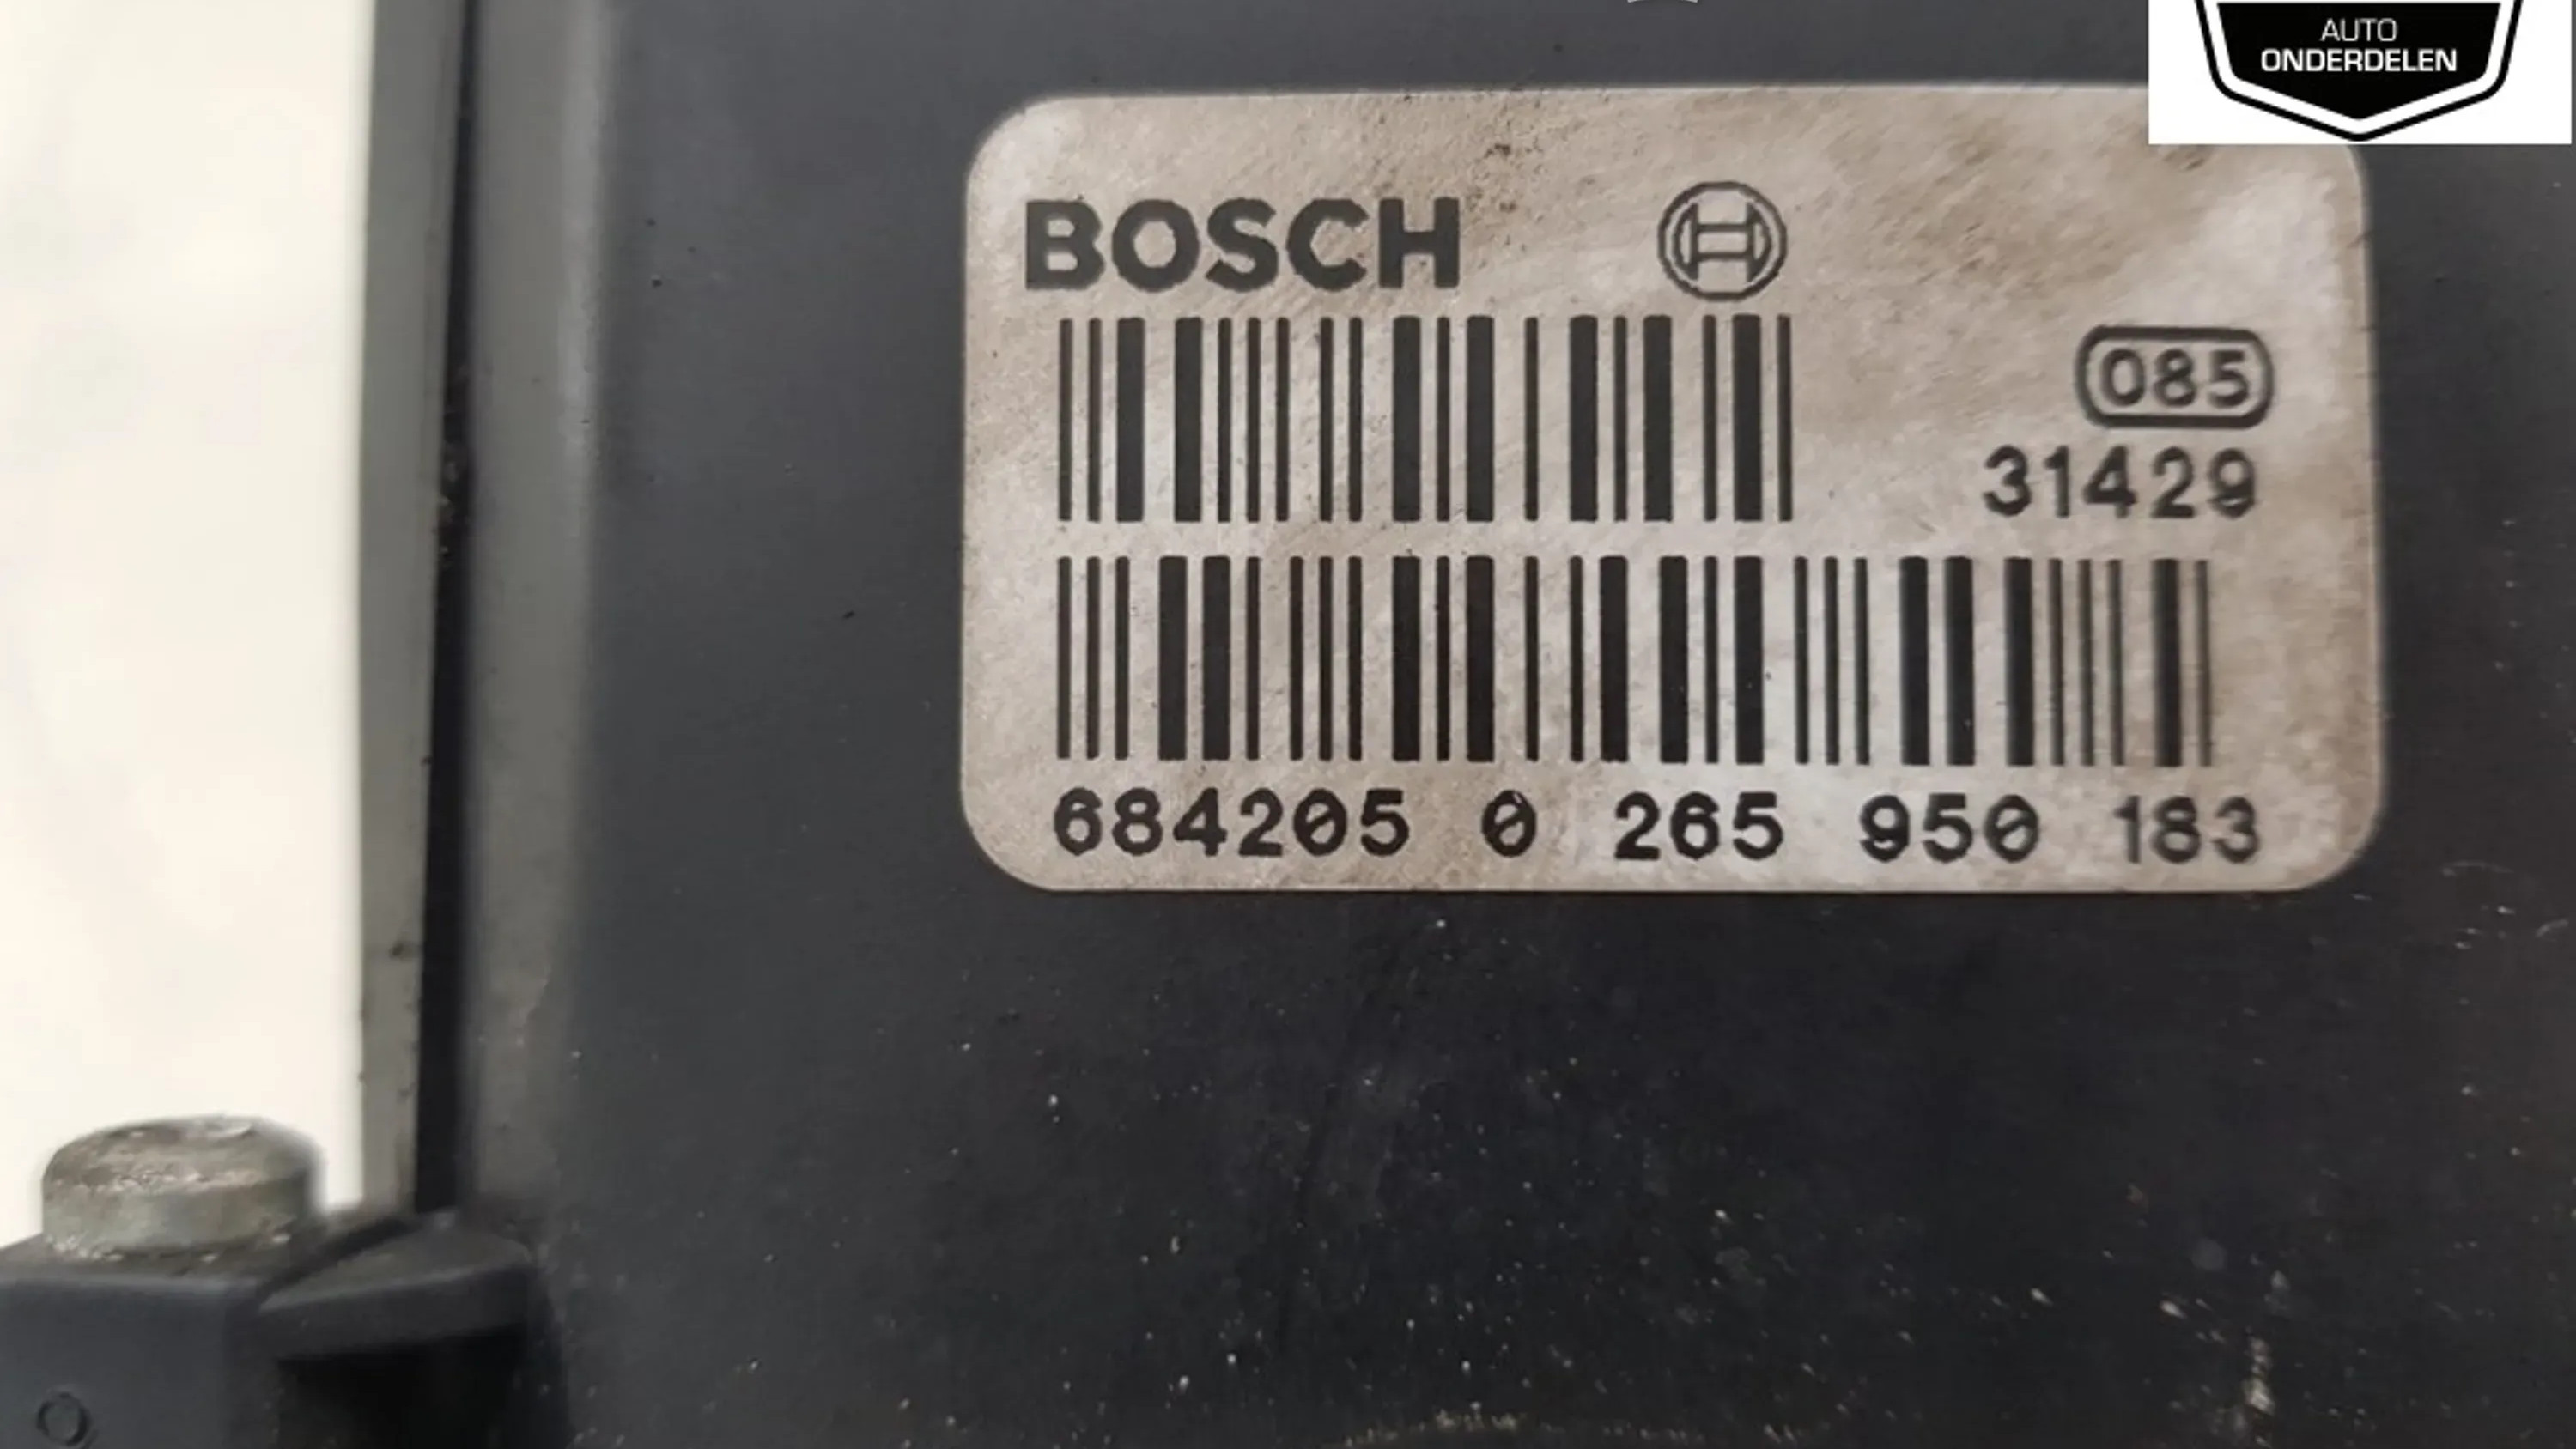 AUTO
ONDERDELEN
BOSCH
085
31429
684205 0 265 950 183